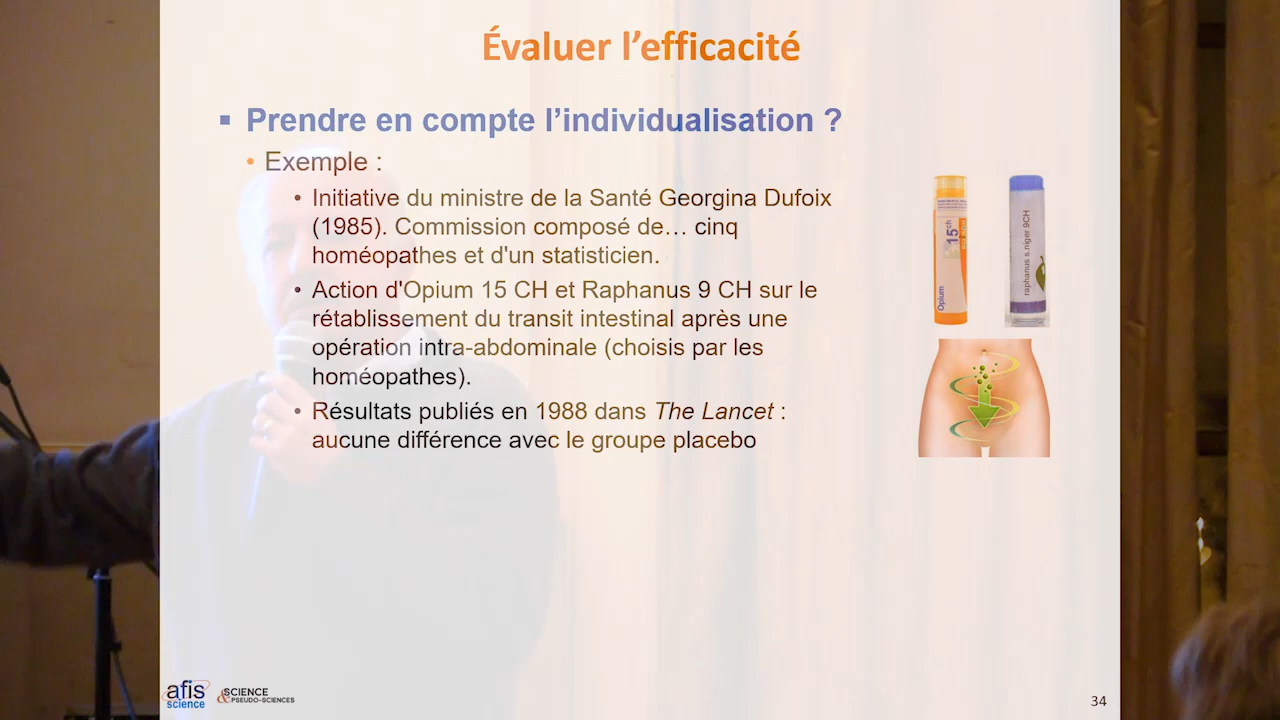 Évaluer l’efficacité
▪ Prendre en compte l’individualisation ?
• Exemple :
• Initiative du ministre de la Santé Georgina Dufoix
(1985). Commission composé de… cinq
homéopathes et d'un statisticien.
• Action d'Opium 15 CH et Raphanus 9 CH sur le
rétablissement du transit intestinal après une
opération intra-abdominale (choisis par les
homéopathes).
• Résultats publiés en 1988 dans The Lancet :
aucune différence avec le groupe placebo
Opium
15 ch
raphanus s.niger 9CH
afis
science
SCIENCE
& PSEUDO-SCIENCES
34